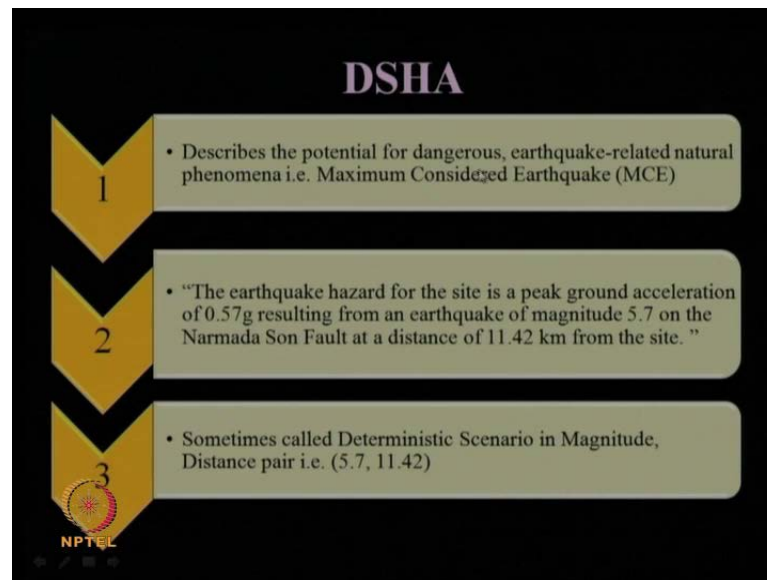 DSHA
1
• Describes the potential for dangerous, earthquake-related natural
phenomena i.e. Maximum Considered Earthquake (MCE)
2
• “The earthquake hazard for the site is a peak ground acceleration
of 0.57g resulting from an earthquake of magnitude 5.7 on the
Narmada Son Fault at a distance of 11.42 km from the site. ”
3
• Sometimes called Deterministic Scenario in Magnitude,
Distance pair i.e. (5.7, 11.42)
NPTEL